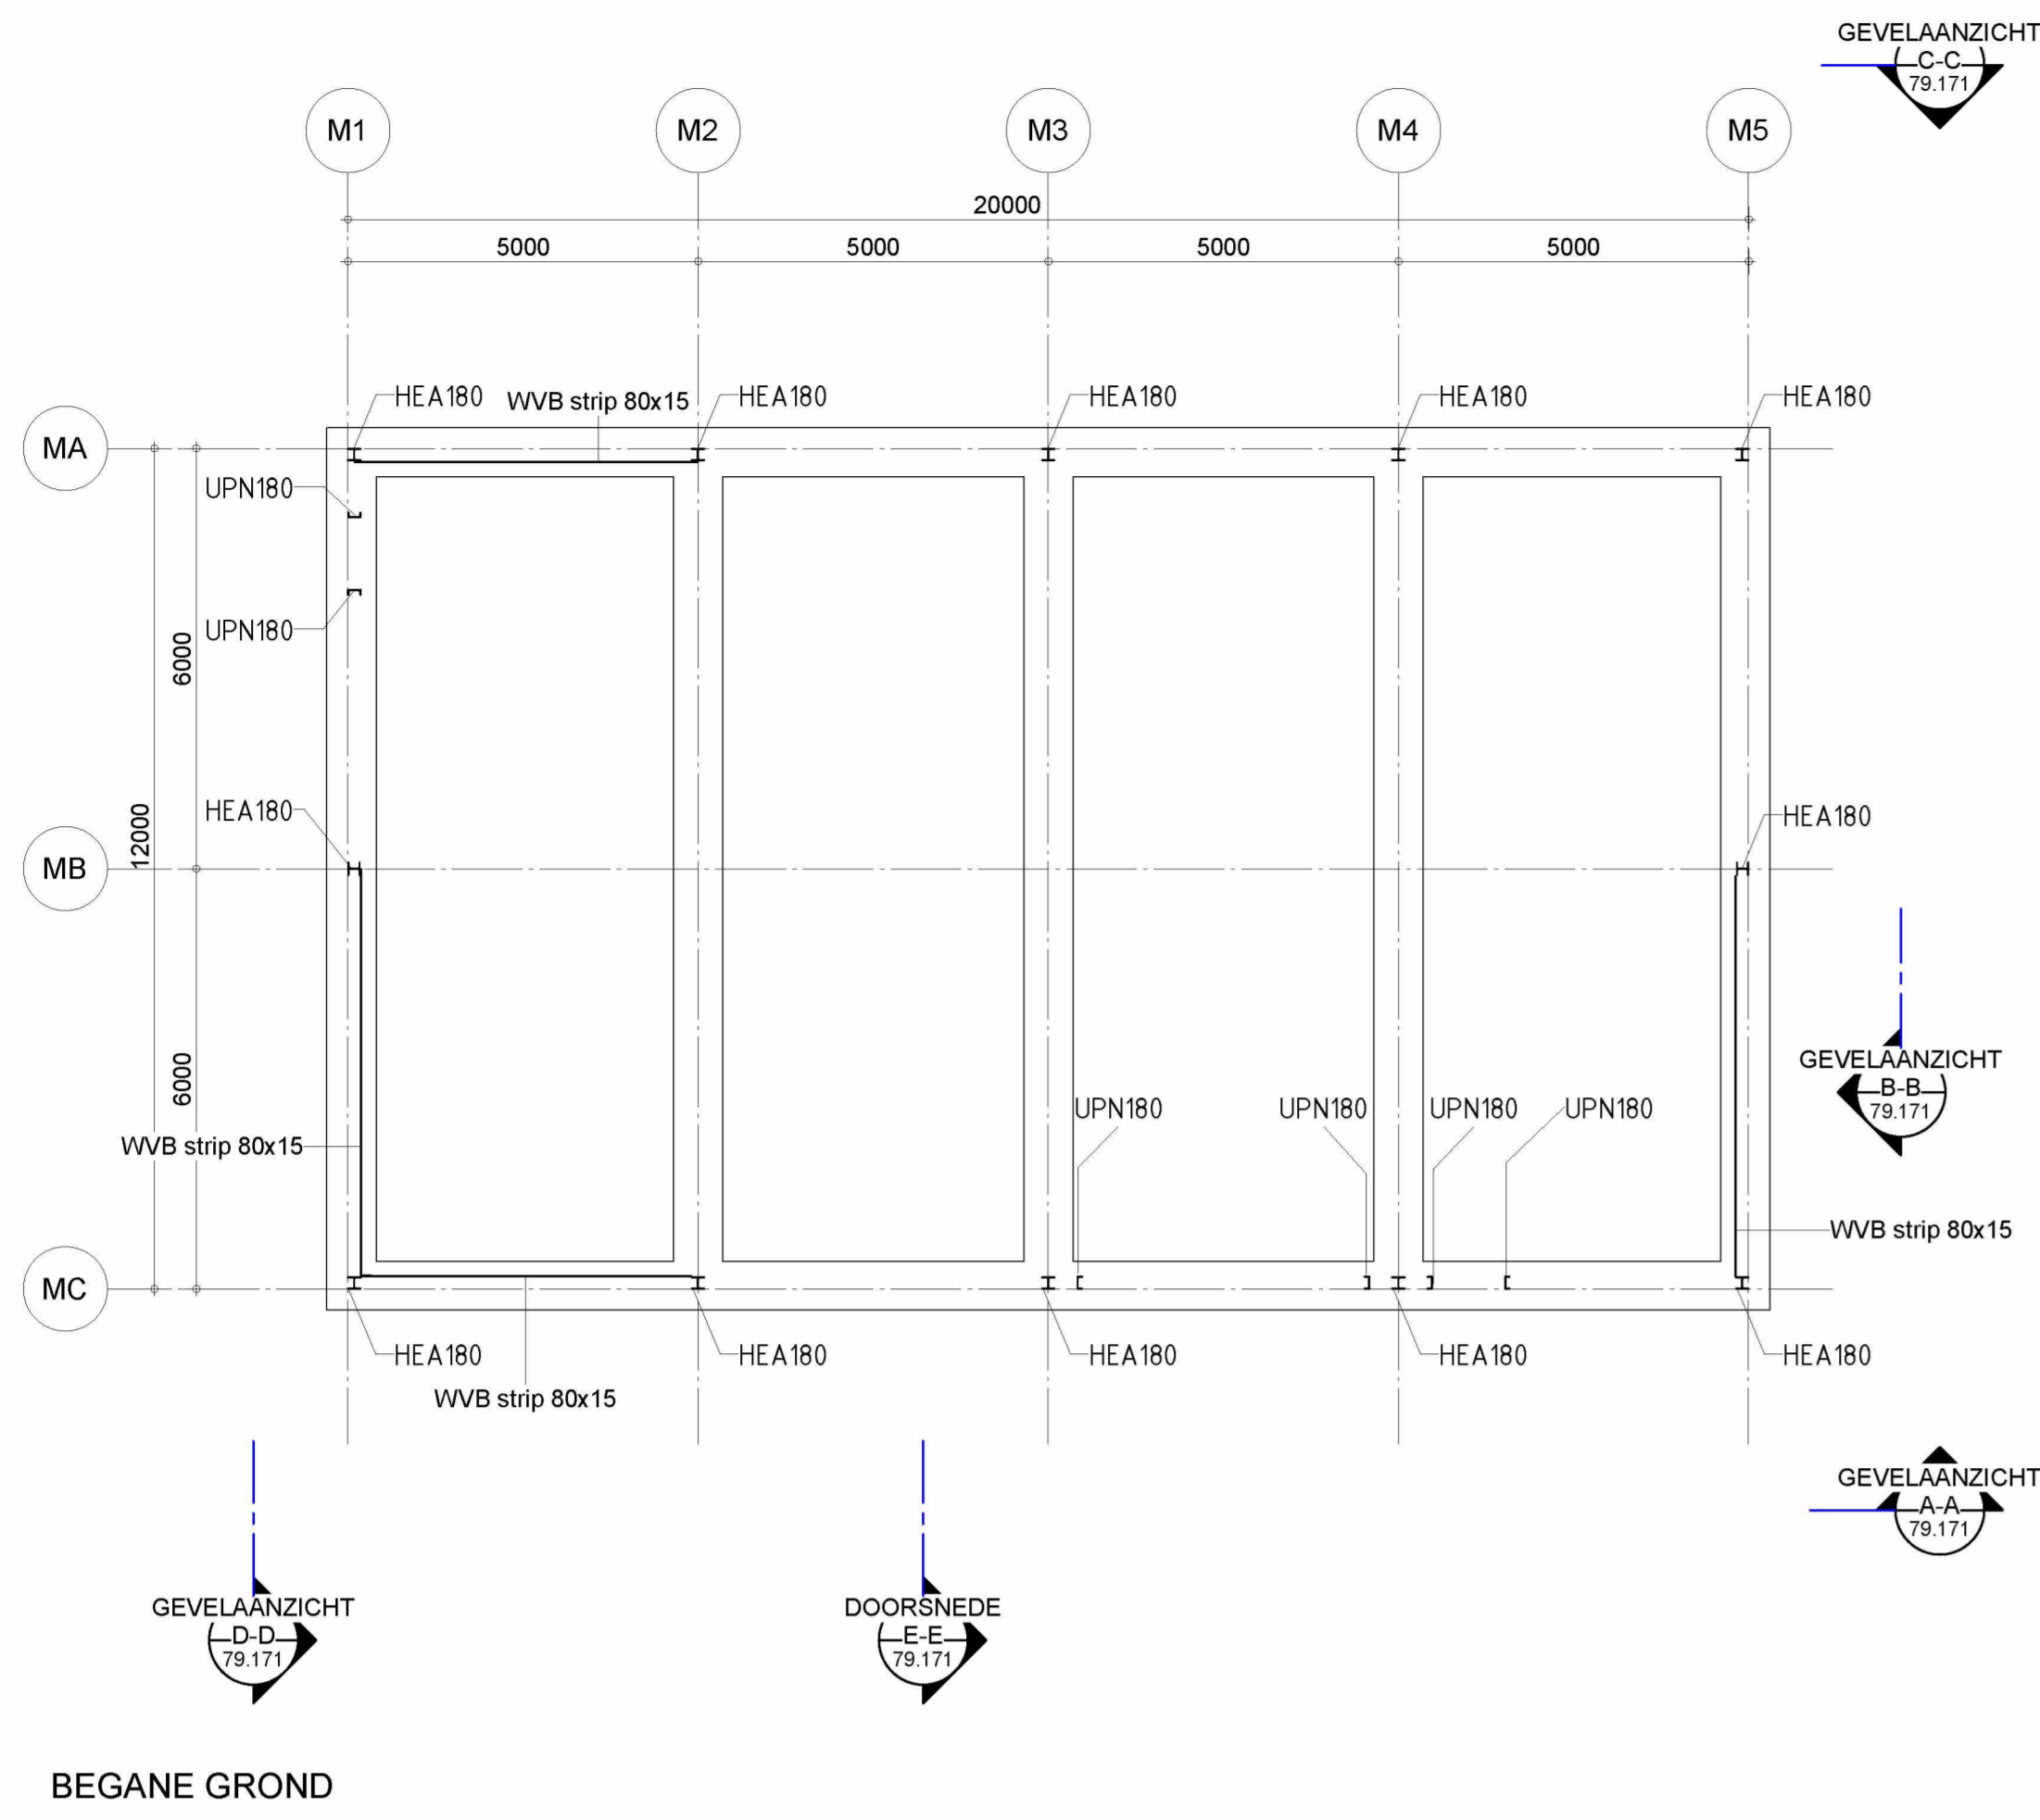 GEVELAANZICHT
C-C
79.171
M1 M2 M3 M4 M5
20000
5000 5000 5000 5000
HEA180 WVB strip 80x15 HEA180 HEA180 HEA180 HEA180
MA
UPN180
UPN180
6000
12000
HEA180 HEA180
MB
6000
GEVELAANZICHT
B-B
79.171
UPN180 UPN180 UPN180 UPN180
WVB strip 80x15
WVB strip 80x15
MC
HEA180 HEA180 HEA180 HEA180 HEA180
WVB strip 80x15
GEVELAANZICHT
A-A
79.171
GEVELAANZICHT
D-D
79.171
DOORSNEDE
E-E
79.171
BEGANE GROND